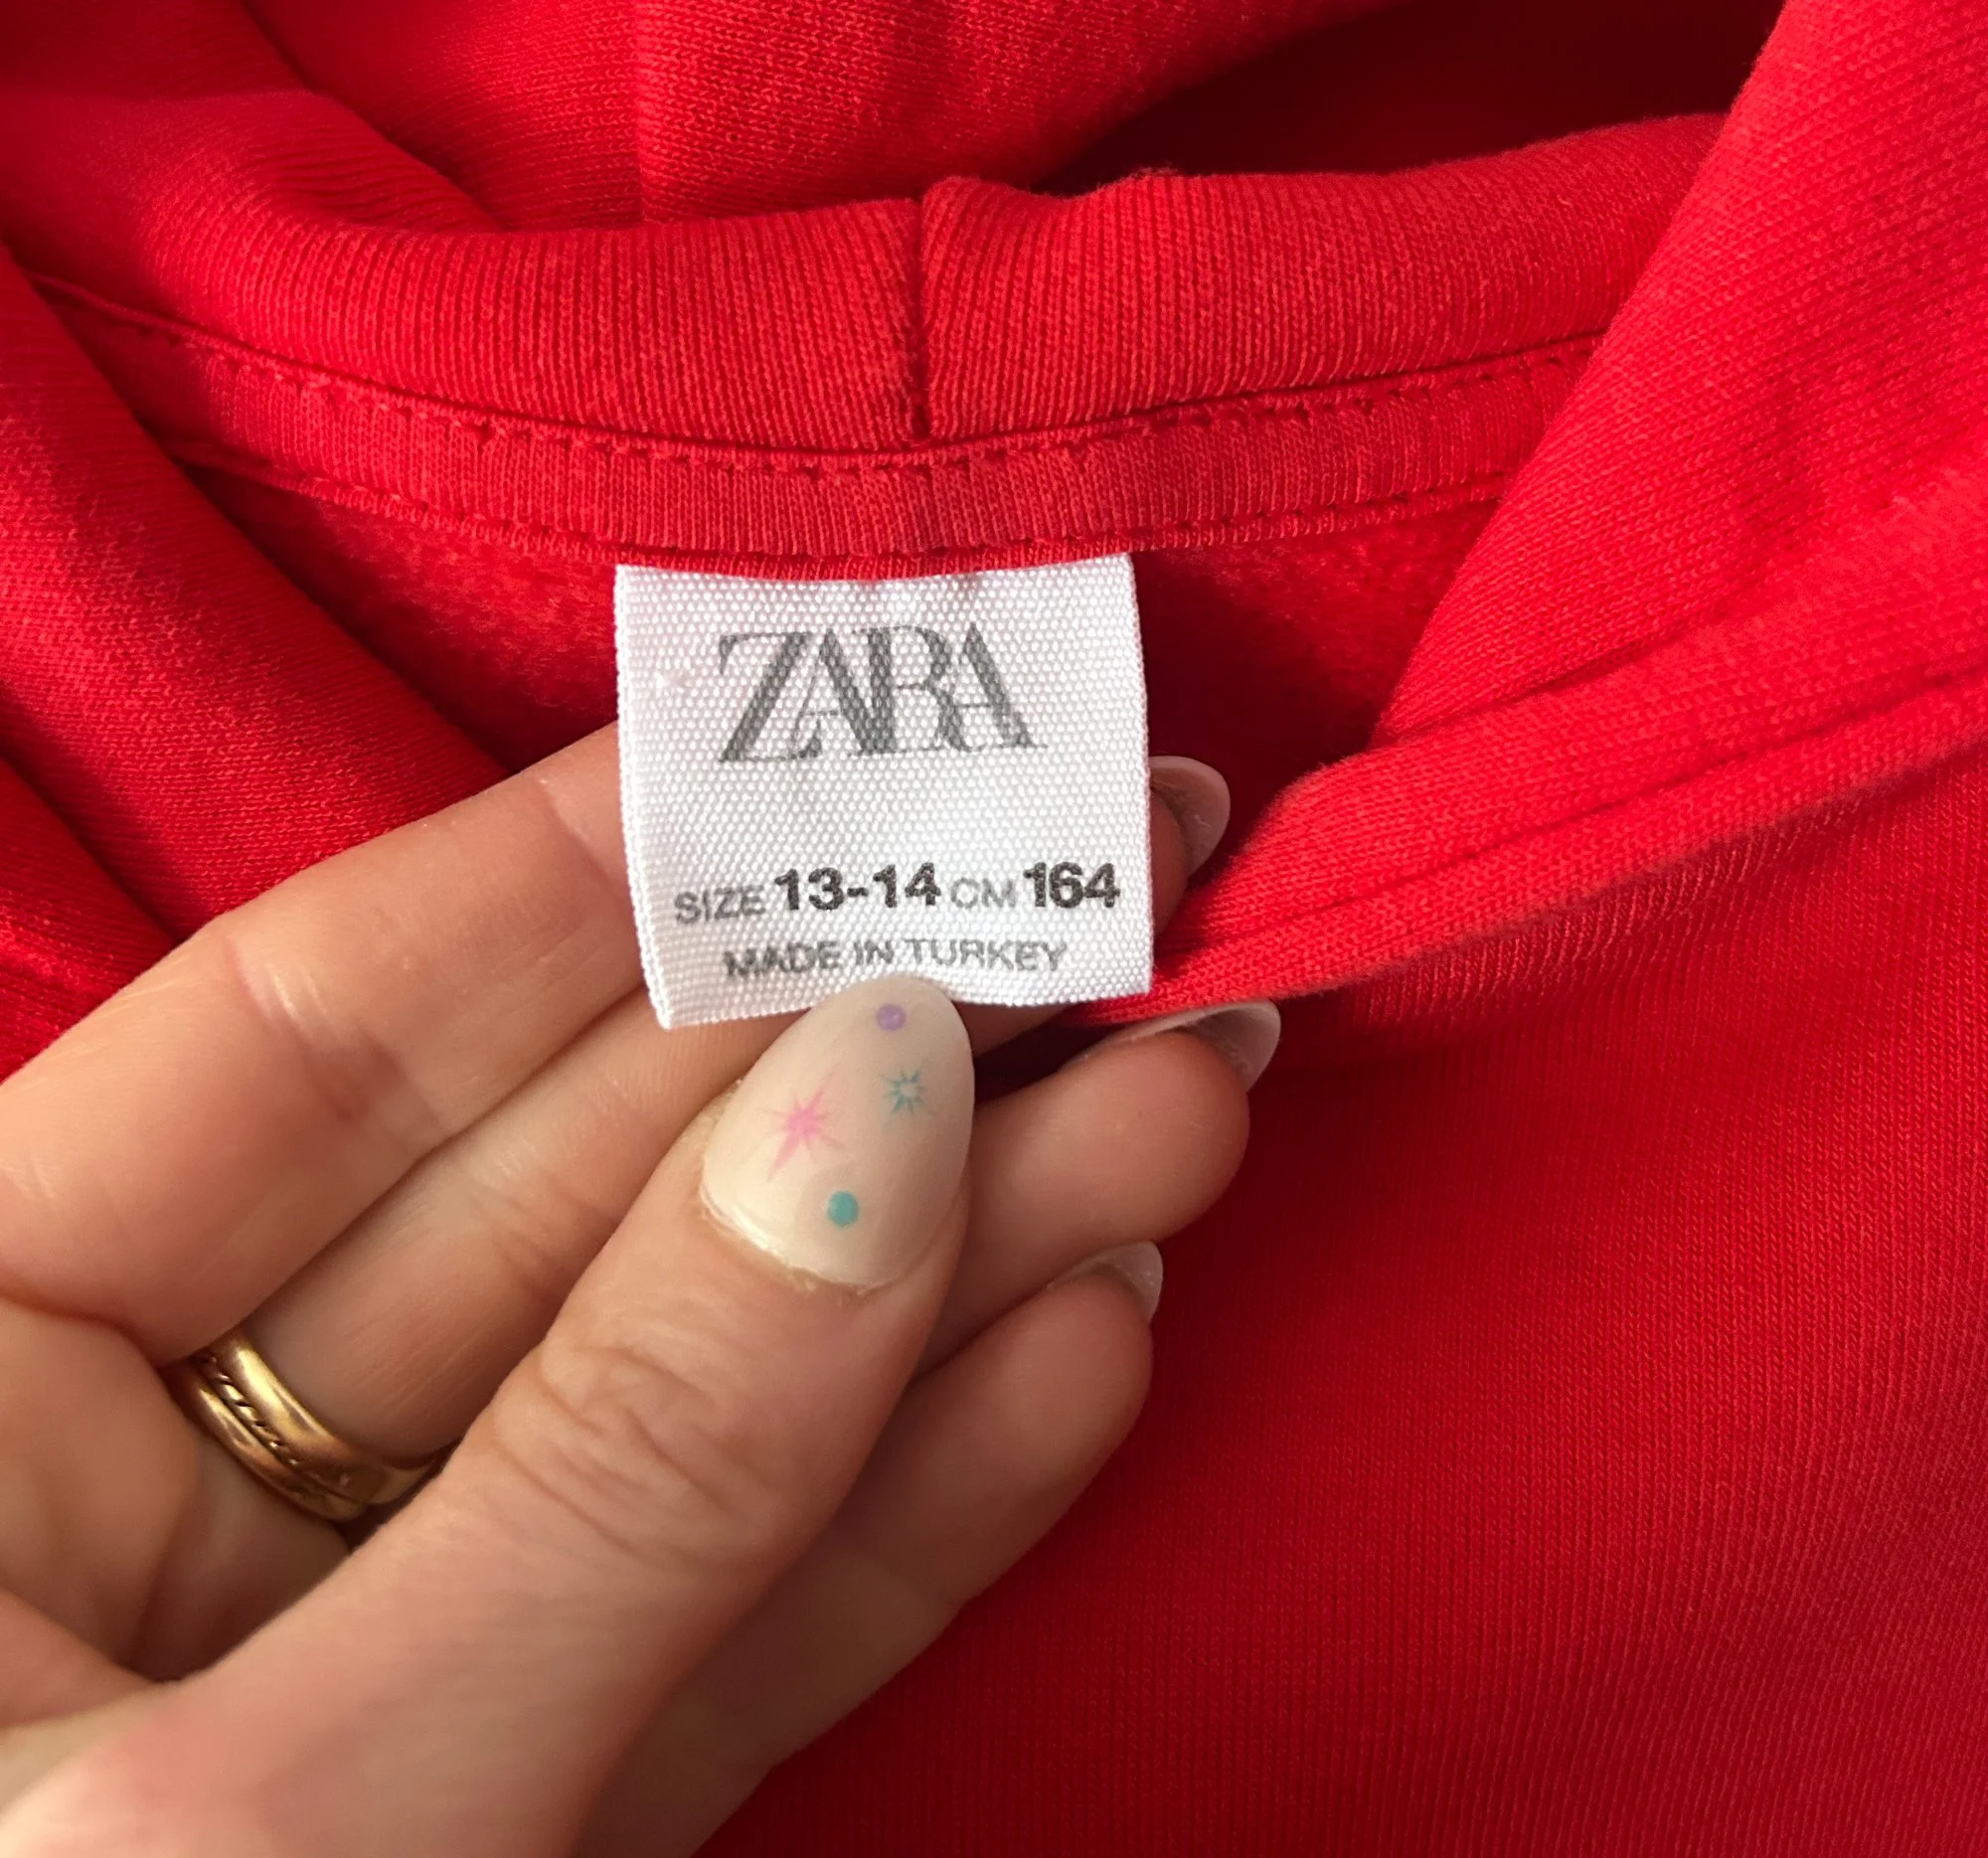 ZARA
SIZE 13-14 CM 164
MADE IN TURKEY